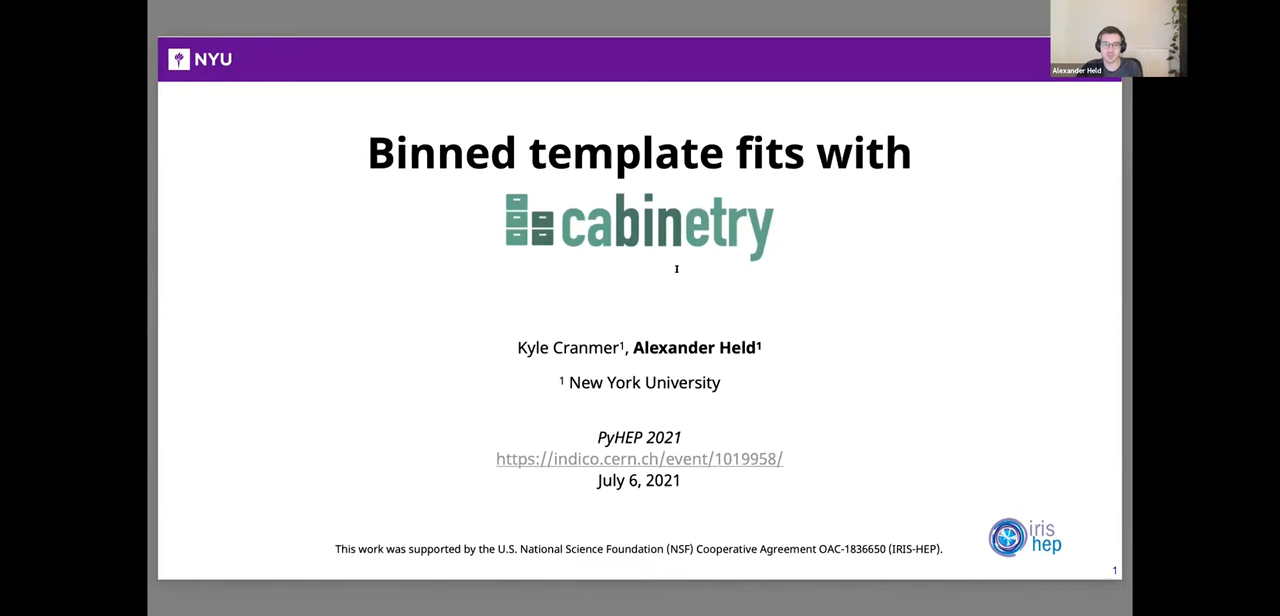 NYU
Alexander Held
Binned template fits with
cabinetry
Kyle Cranmer¹, Alexander Held¹
¹ New York University
PyHEP 2021
https://indico.cern.ch/event/1019958/
July 6, 2021
iris
hep
This work was supported by the U.S. National Science Foundation (NSF) Cooperative Agreement OAC-1836650 (IRIS-HEP).
1